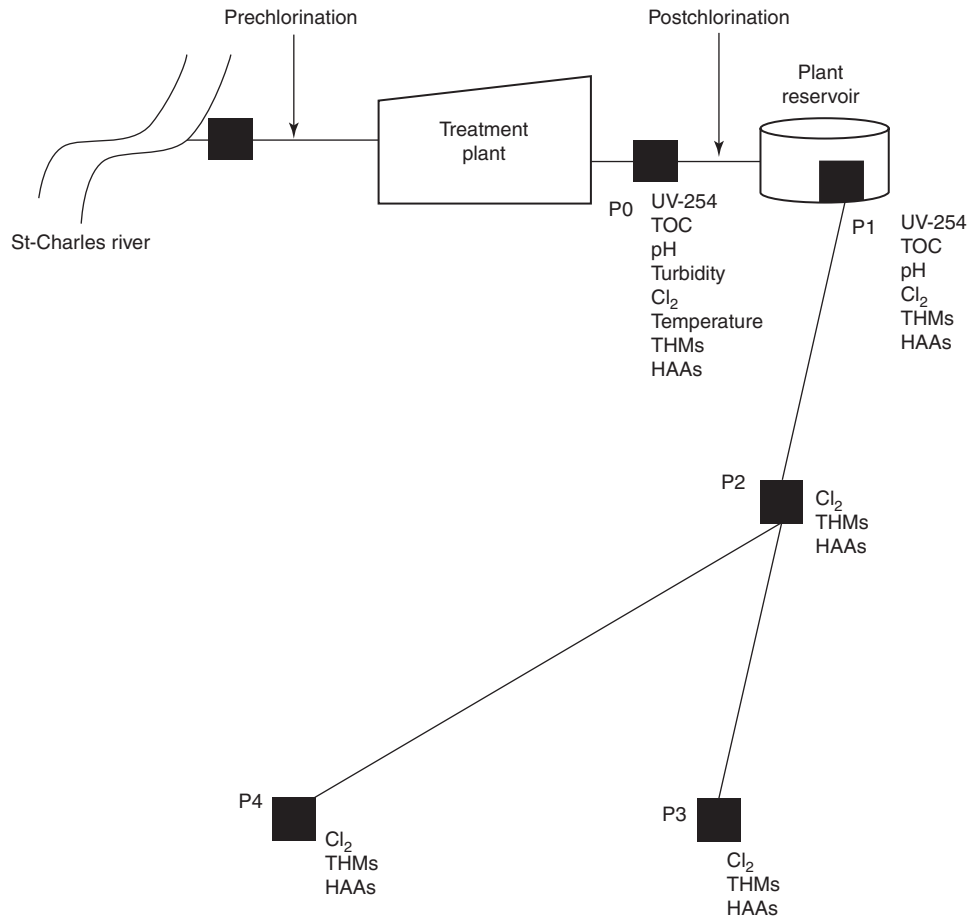 Prechlorination
Postchlorination
Plant
reservoir
Treatment
plant
St-Charles river
P0
UV-254
TOC
pH
Turbidity
Cl₂
Temperature
THMs
HAAs
P1
UV-254
TOC
pH
Cl₂
THMs
HAAs
P2
Cl₂
THMs
HAAs
P4
Cl₂
THMs
HAAs
P3
Cl₂
THMs
HAAs